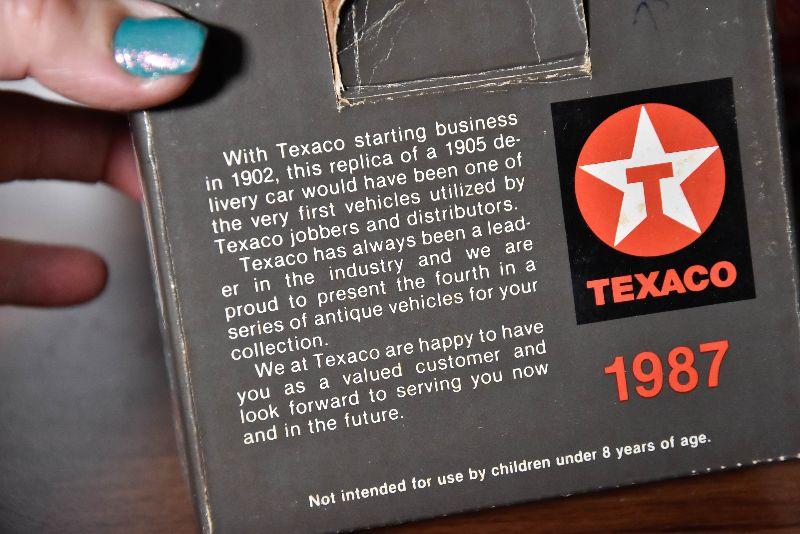 With Texaco starting business
in 1902, this replica of a 1905 de-
livery car would have been one of
the very first vehicles utilized by
Texaco jobbers and distributors.
Texaco has always been a lead-
er in the industry and we are
proud to present the fourth in a
series of antique vehicles for your
collection.
We at Texaco are happy to have
you as a valued customer and
look forward to serving you now
and in the future.
T
TEXACO
1987
Not intended for use by children under 8 years of age.